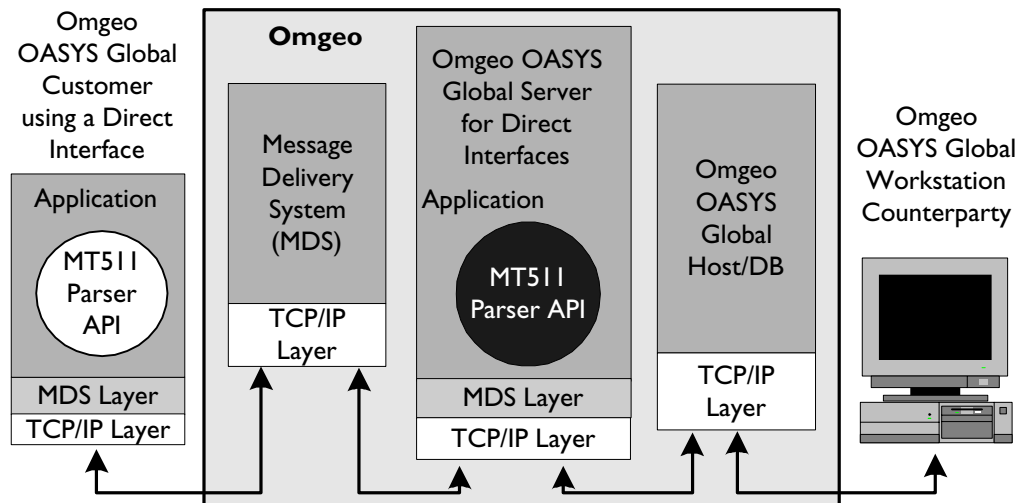 Omgeo
OASYS Global
Customer
using a Direct
Interface
Application
MT511
Parser
API
MDS Layer
TCP/IP Layer
Omgeo
Message
Delivery
System
(MDS)
TCP/IP
Layer
Omgeo OASYS
Global Server
for Direct
Interfaces
Application
MT511
Parser API
MDS Layer
TCP/IP Layer
Omgeo
OASYS
Global
Host/DB
TCP/IP
Layer
Omgeo
OASYS Global
Workstation
Counterparty